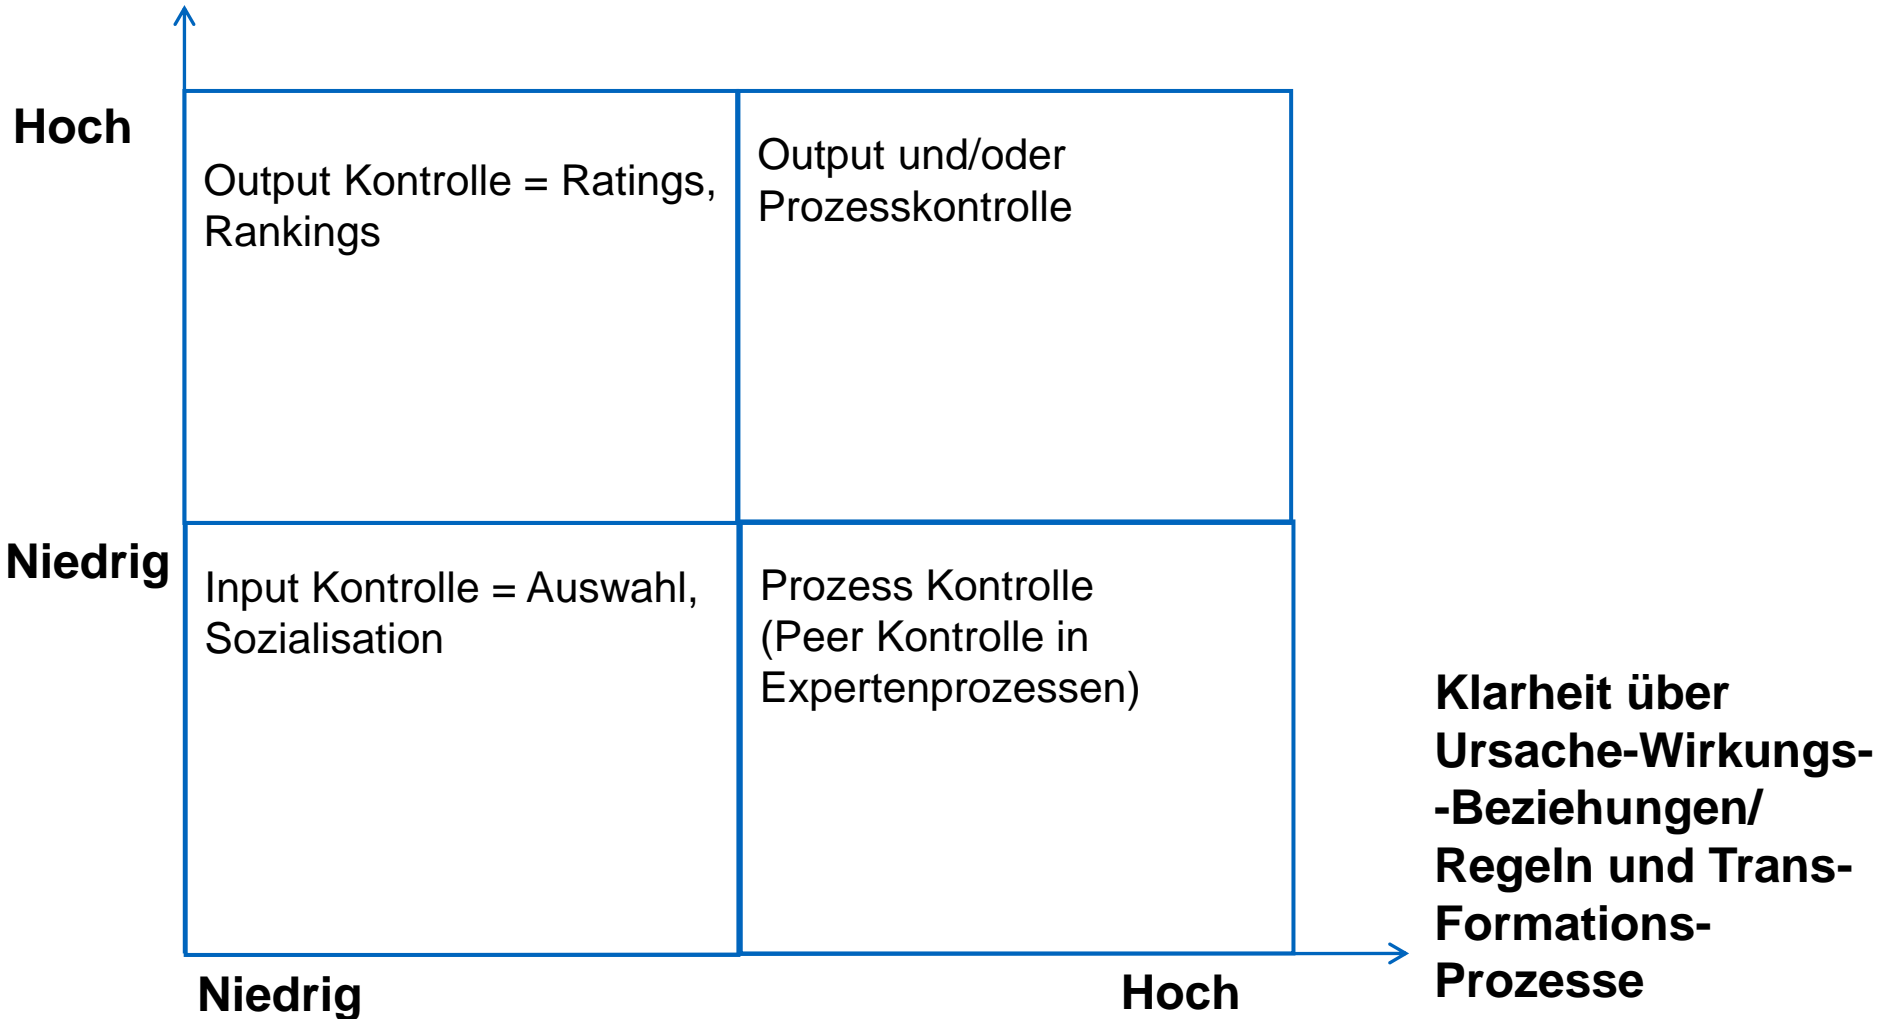 Hoch
Output Kontrolle = Ratings,
Rankings
Output und/oder
Prozesskontrolle
Niedrig
Input Kontrolle = Auswahl,
Sozialisation
Prozess Kontrolle
(Peer Kontrolle in
Expertenprozessen)
Klarheit über
Ursache-Wirkungs-
-Beziehungen/
Regeln und Trans-
Formations-
Prozesse
Niedrig
Hoch